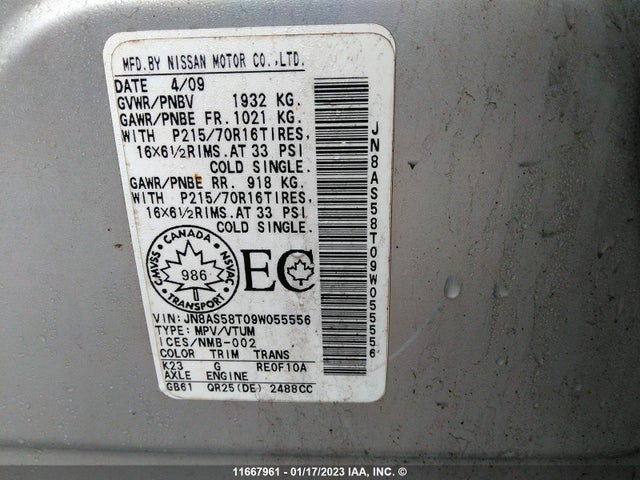 MFD.BY NISSAN MOTOR CO.,LTD.
DATE 4/09
GVWR/PNBV 1932 KG.
GAWR/PNBE FR. 1021 KG.
WITH P215/70R16TIRES,
16X6½RIMS.AT 33 PSI
COLD SINGLE.
GAWR/PNBE RR. 918 KG.
WITH P215/70R16TIRES,
16X6½RIMS.AT 33 PSI
COLD SINGLE.
CANADA
CMVSS
NSVAC
986
TRANSPORT
EC
VIN: JN8AS58T09W055556
TYPE: MPV/VTUM
ICES/NMB-002
COLOR TRIM TRANS
K23 G RE0F10A
AXLE ENGINE
GB61 QR25(DE) 2488CC
JN8AS58T09W055556
11667961 - 01/17/2023 IAA, INC. ©